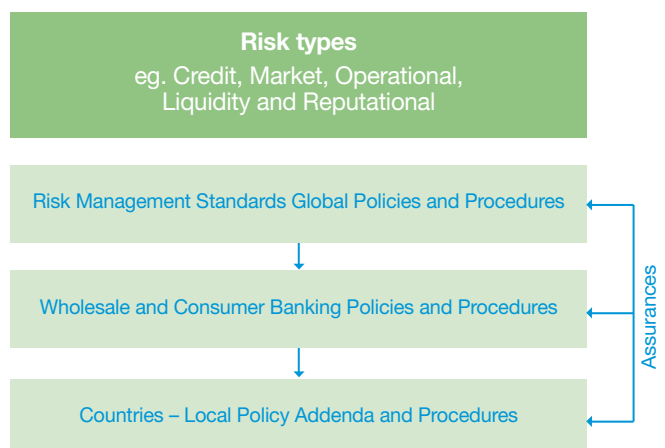 Risk types
eg. Credit, Market, Operational,
Liquidity and Reputational
Risk Management Standards Global Policies and Procedures
Wholesale and Consumer Banking Policies and Procedures
Countries – Local Policy Addenda and Procedures
Assurances